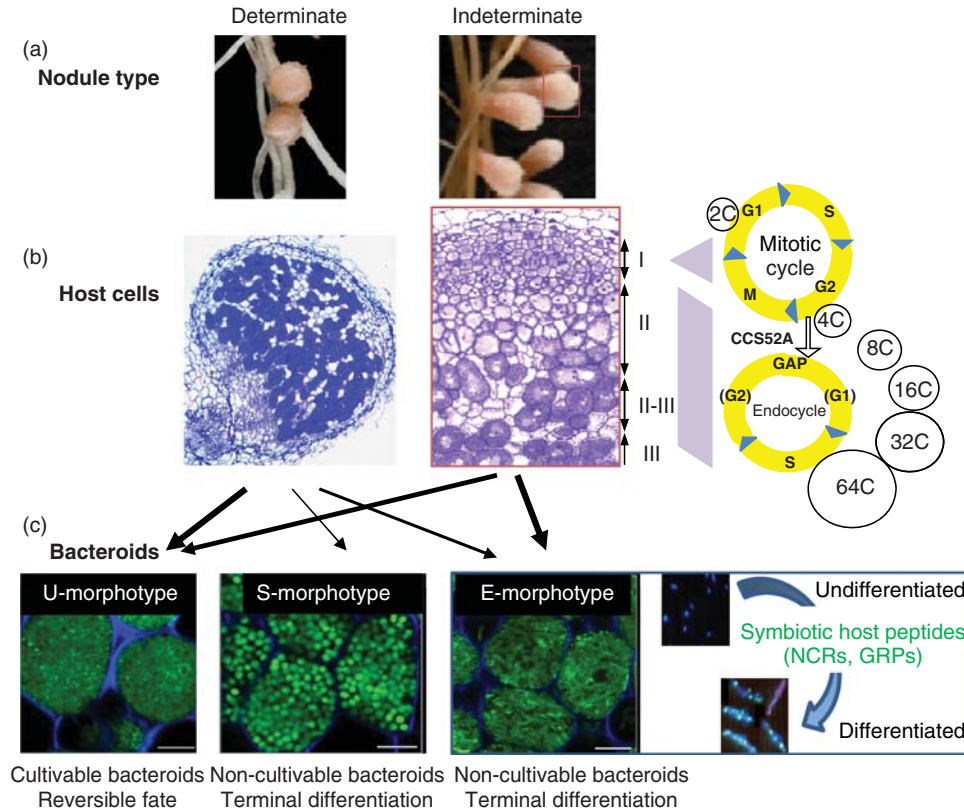 Determinate
Indeterminate
(a)
Nodule type
(b)
Host cells
I
II
II-III
III
2C
G1
S
Mitotic
cycle
M
G2
4C
CCS52A
8C
GAP
(G2)
(G1)
Endocycle
S
16C
32C
64C
(c)
Bacteroids
U-morphotype
S-morphotype
E-morphotype
Undifferentiated
Symbiotic host peptides
(NCRs, GRPs)
Differentiated
Cultivable bacteroids
Reversible fate
Non-cultivable bacteroids
Terminal differentiation
Non-cultivable bacteroids
Terminal differentiation